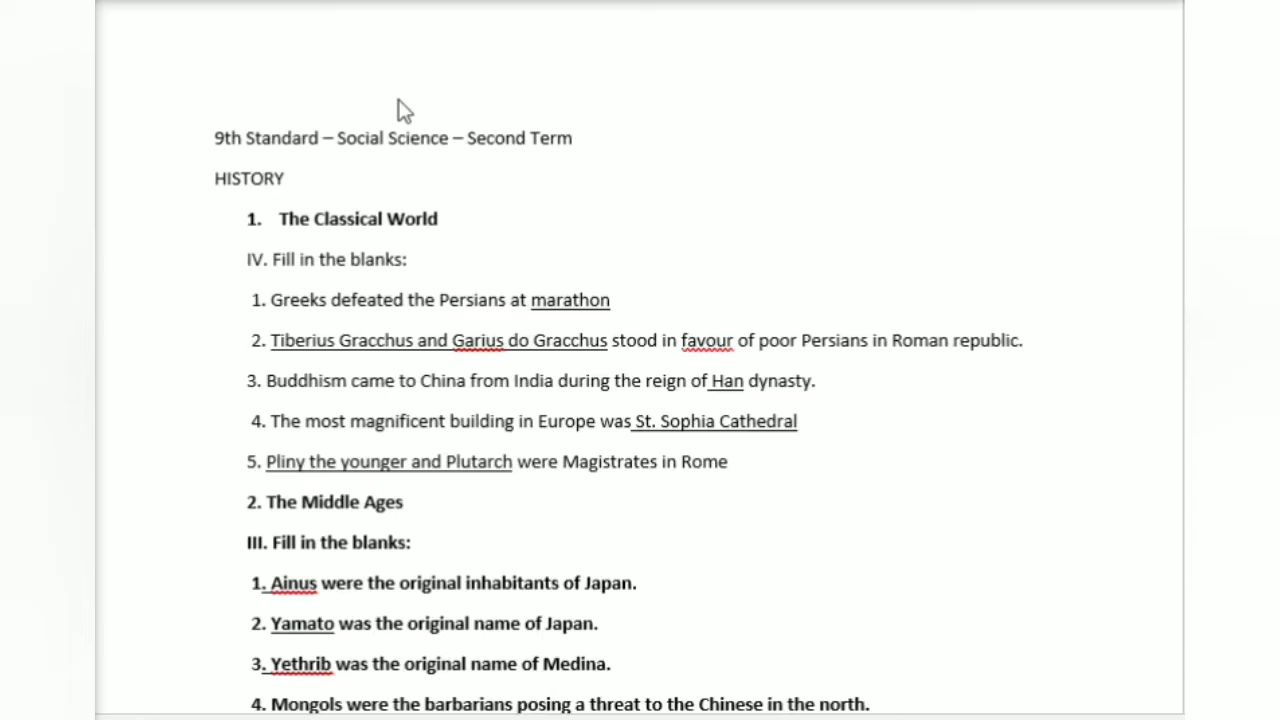 9th Standard – Social Science – Second Term
HISTORY
1. The Classical World
IV. Fill in the blanks:
1. Greeks defeated the Persians at marathon
2. Tiberius Gracchus and Garius do Gracchus stood in favour of poor Persians in Roman republic.
3. Buddhism came to China from India during the reign of Han dynasty.
4. The most magnificent building in Europe was St. Sophia Cathedral
5. Pliny the younger and Plutarch were Magistrates in Rome
2. The Middle Ages
III. Fill in the blanks:
1. Ainus were the original inhabitants of Japan.
2. Yamato was the original name of Japan.
3. Yethrib was the original name of Medina.
4. Mongols were the barbarians posing a threat to the Chinese in the north.